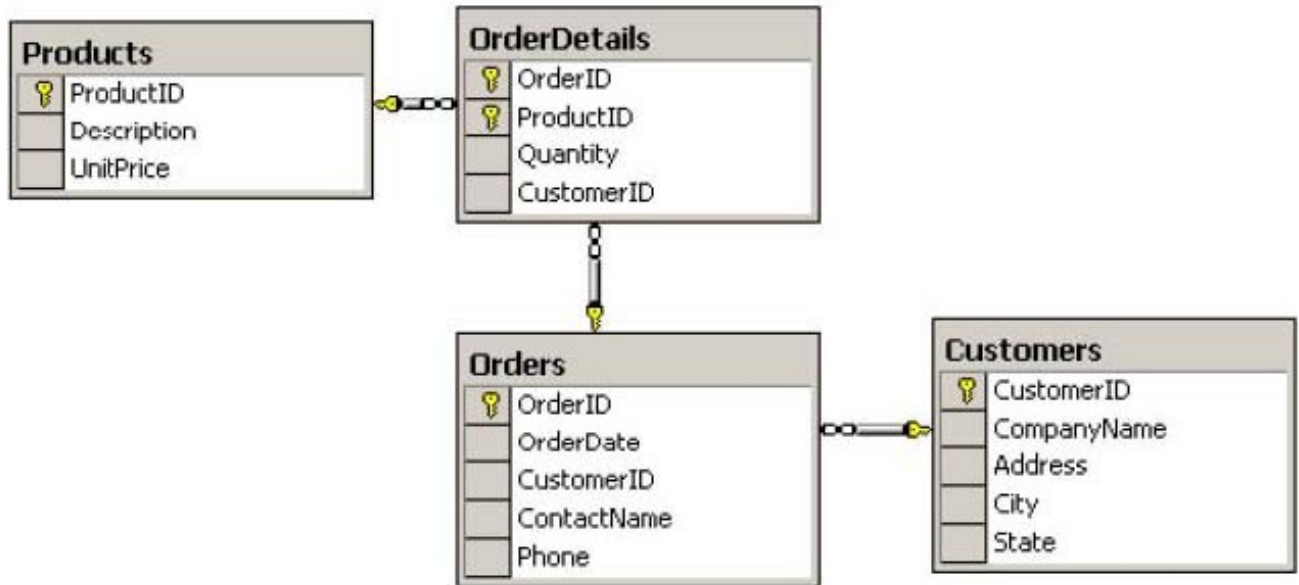 Products
ProductID
Description
UnitPrice
OrderDetails
OrderID
ProductID
Quantity
CustomerID
Orders
OrderID
OrderDate
CustomerID
ContactName
Phone
Customers
CustomerID
CompanyName
Address
City
State